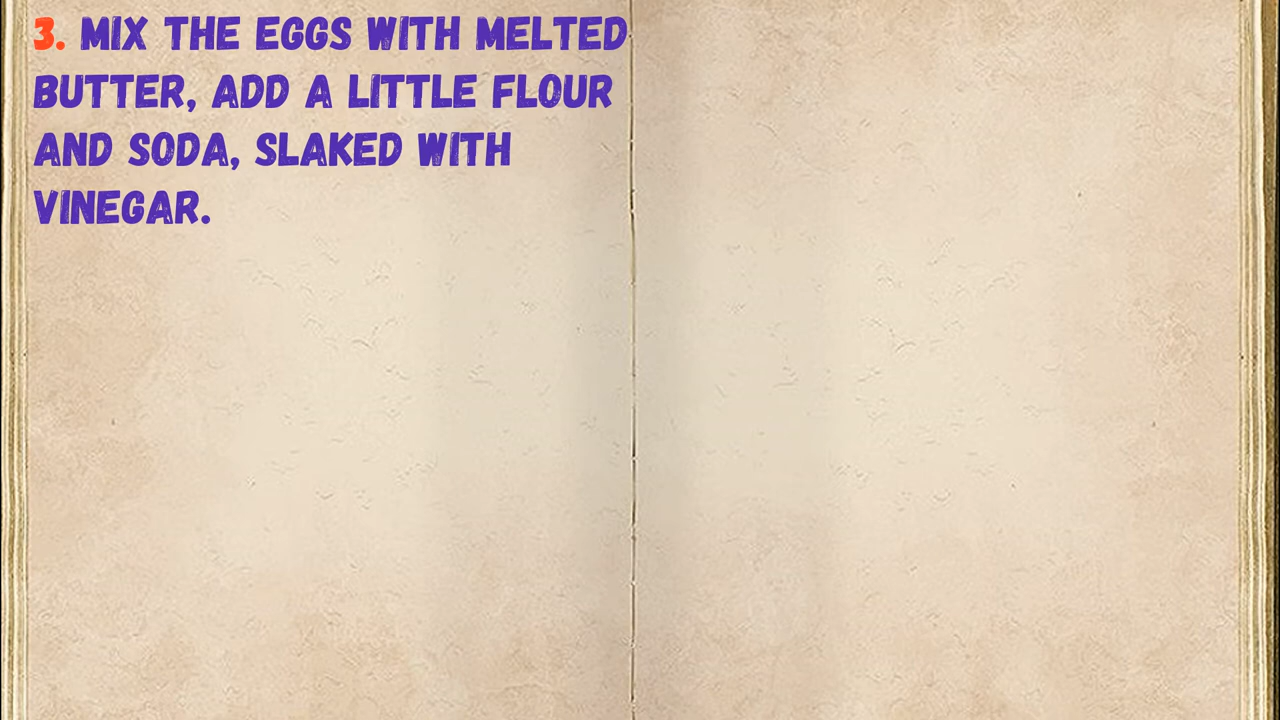 3. MIX THE EGGS WITH MELTED
BUTTER, ADD A LITTLE FLOUR
AND SODA, SLAKED WITH
VINEGAR.